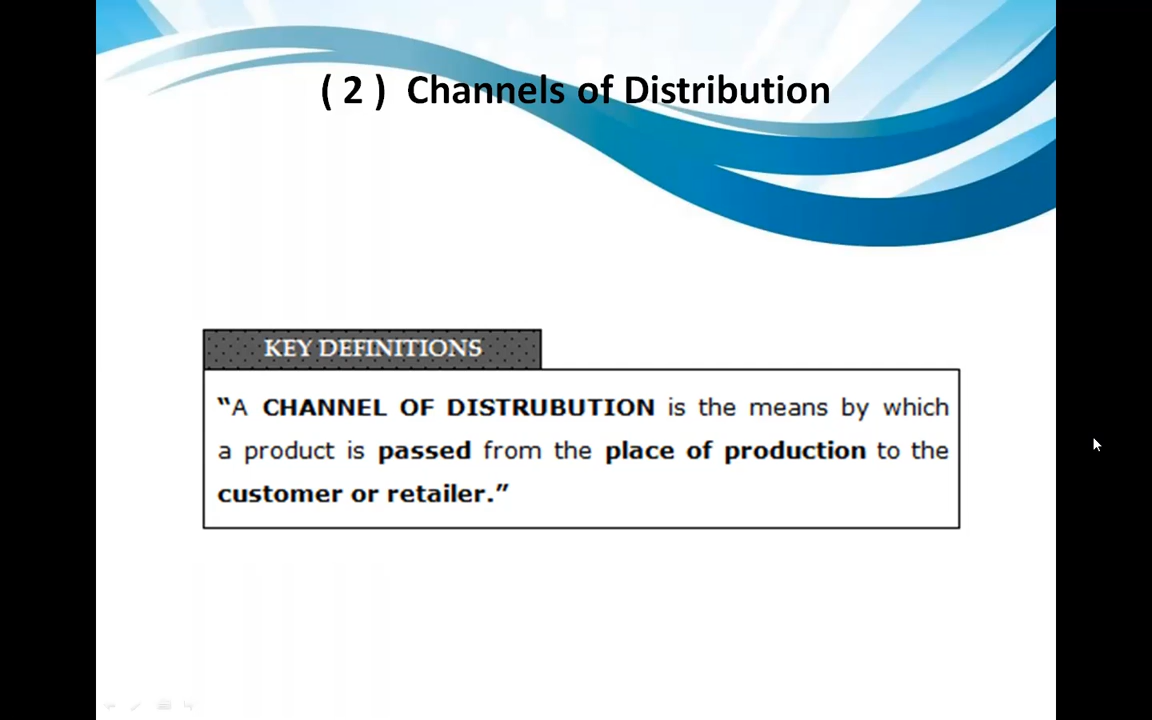 ( 2 ) Channels of Distribution
KEY DEFINITIONS
“A CHANNEL OF DISTRUBUTION is the means by which
a product is passed from the place of production to the
customer or retailer.”